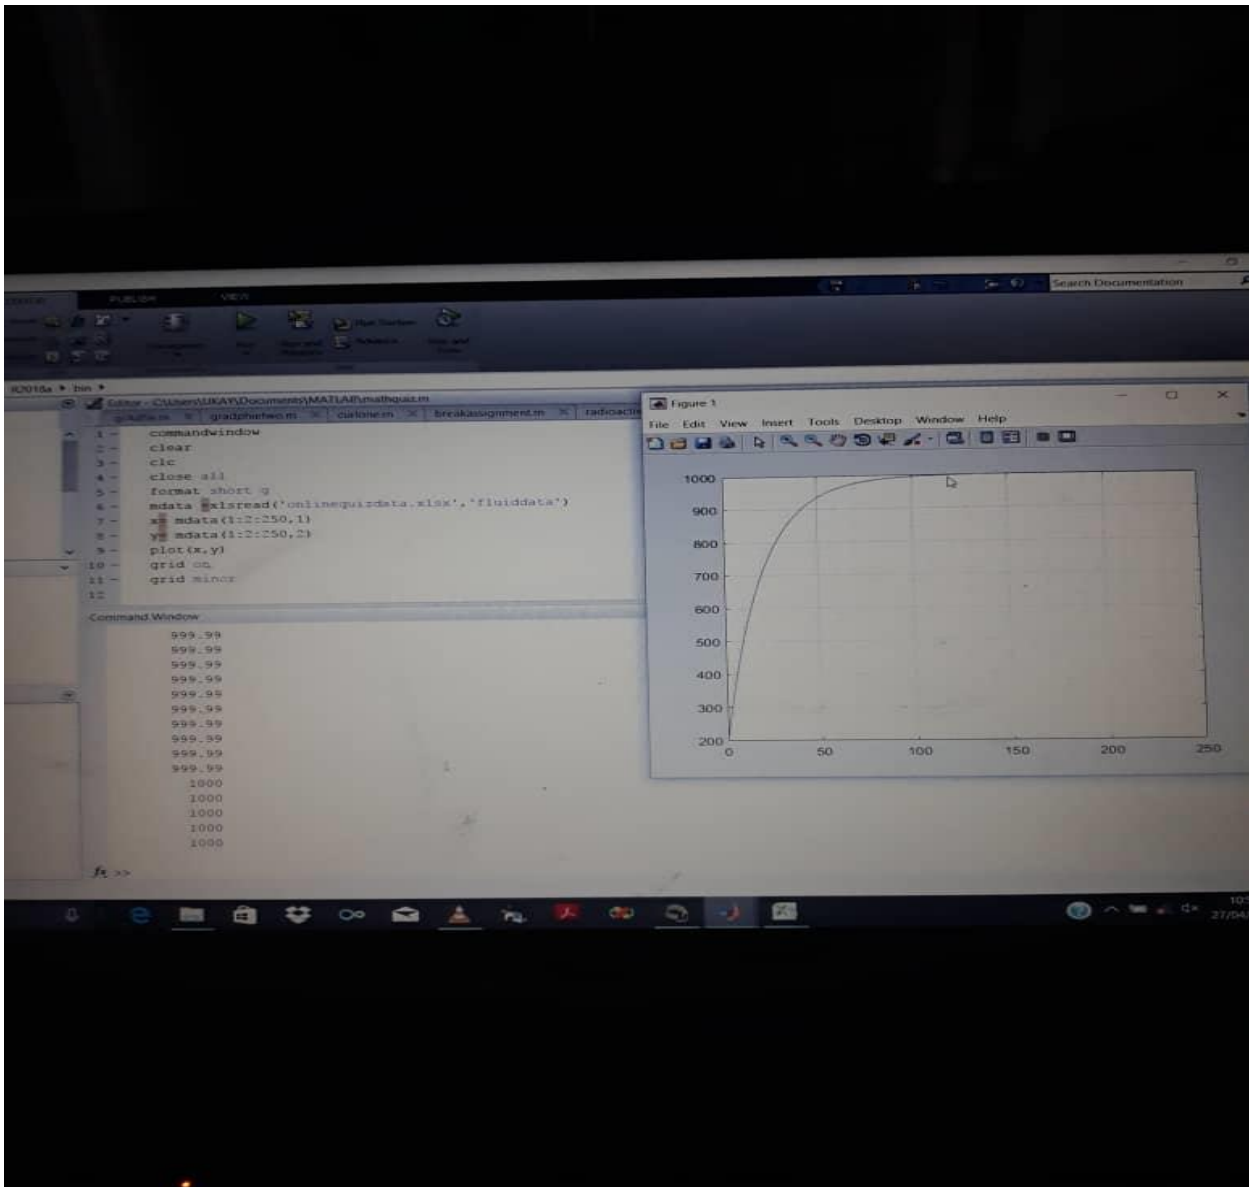 PUBLISH VIEW
Search Documentation
R2018a bin
Editor - C:\Users\UKAY\Documents\MATLAB\mathquiz.m
gradphietwo.m curlone.m breakassignment.m
1 - commandwindow
2 - clear
3 - clc
4 - close all
5 - format short g
6 - mdata =xlsread('onlinequizdata.xlsx','fluiddata')
7 - x= mdata(1:2:250,1)
8 - y= mdata(1:2:250,2)
9 - plot(x,y)
10 - grid on
11 - grid minor
12
Command Window
999.99
999.99
999.99
999.99
999.99
999.99
999.99
999.99
999.99
999.99
1000
1000
1000
1000
1000
fx >>
Figure 1
File Edit View Insert Tools Desktop Window Help
1000
900
800
700
600
500
400
300
200
0 50 100 150 200 250